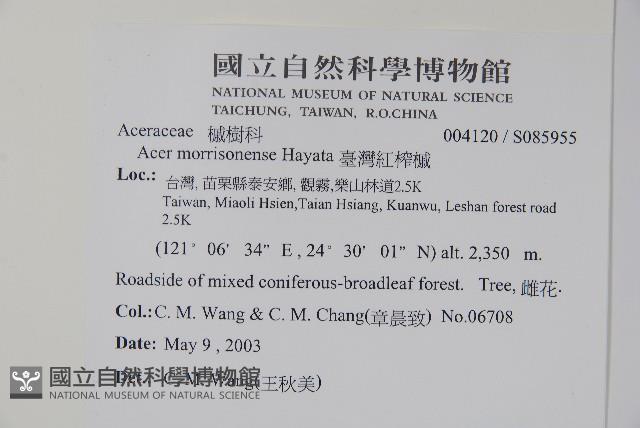 國立自然科學博物館
NATIONAL MUSEUM OF NATURAL SCIENCE
TAICHUNG, TAIWAN, R.O.CHINA
Aceraceae 槭樹科 004120 / S085955
Acer morrisonense Hayata 臺灣紅榨槭
Loc.: 台灣, 苗栗縣泰安鄉, 觀霧,樂山林道2.5K
Taiwan, Miaoli Hsien,Taian Hsiang, Kuanwu, Leshan forest road
2.5K
(121° 06' 34” E , 24° 30' 01” N) alt. 2,350 m.
Roadside of mixed coniferous-broadleaf forest. Tree, 雌花.
Col.: C. M. Wang & C. M. Chang(章晨玫) No.06708
Date: May 9 , 2003
Det.: C. M. Wang(王秋美)
國立自然科學博物館
NATIONAL MUSEUM OF NATURAL SCIENCE